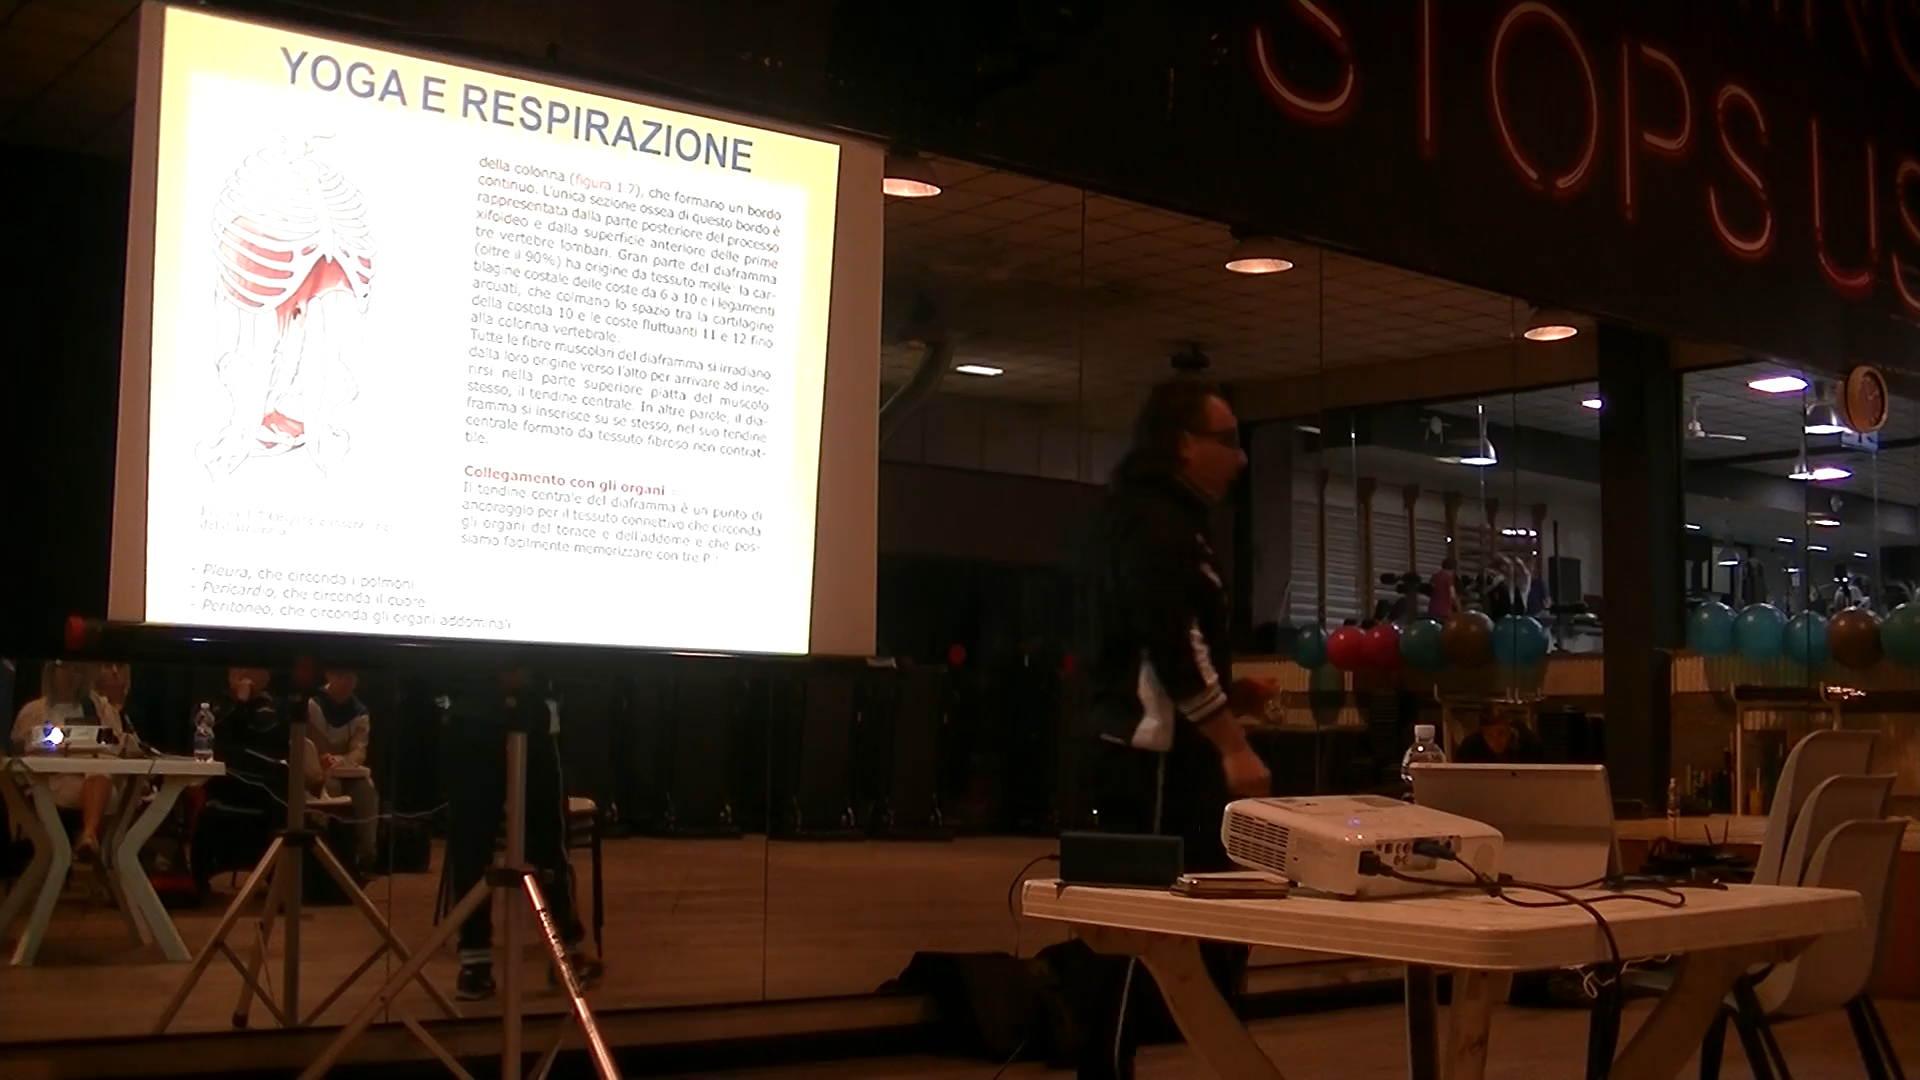 YOGA E RESPIRAZIONE
della colonna (figura 1.7), che formano un bordo
continuo. L'unica sezione ossea di questo bordo è
rappresentata dalla parte posteriore del processo
xifoideo e dalla superficie anteriore delle prime
tre vertebre lombari. Gran parte del diaframma
(oltre il 90%) ha origine da tessuto molle: la car-
tilagine costale delle coste da 6 a 10 e i legamenti
arcuati, che colmano lo spazio tra la cartilagine
della costola 10 e le coste fluttuanti 11 e 12 fino
alla colonna vertebrale.
Tutte le fibre muscolari del diaframma si irradiano
dalla loro origine verso l'alto per arrivare ad inse-
rirsi nella parte superiore piatta del muscolo
stesso, il tendine centrale. In altre parole, il dia-
framma si inserisce su se stesso, nel suo tendine
centrale formato da tessuto fibroso non contrat-
tile.
Collegamento con gli organi
Il tendine centrale del diaframma è un punto di
ancoraggio per il tessuto connettivo che circonda
gli organi del torace e dell'addome e che pos-
siamo facilmente memorizzare con tre P
- Pleura, che circonda i polmoni
- Pericardio, che circonda il cuore
- Peritoneo, che circonda gli organi addominali
STOPS US